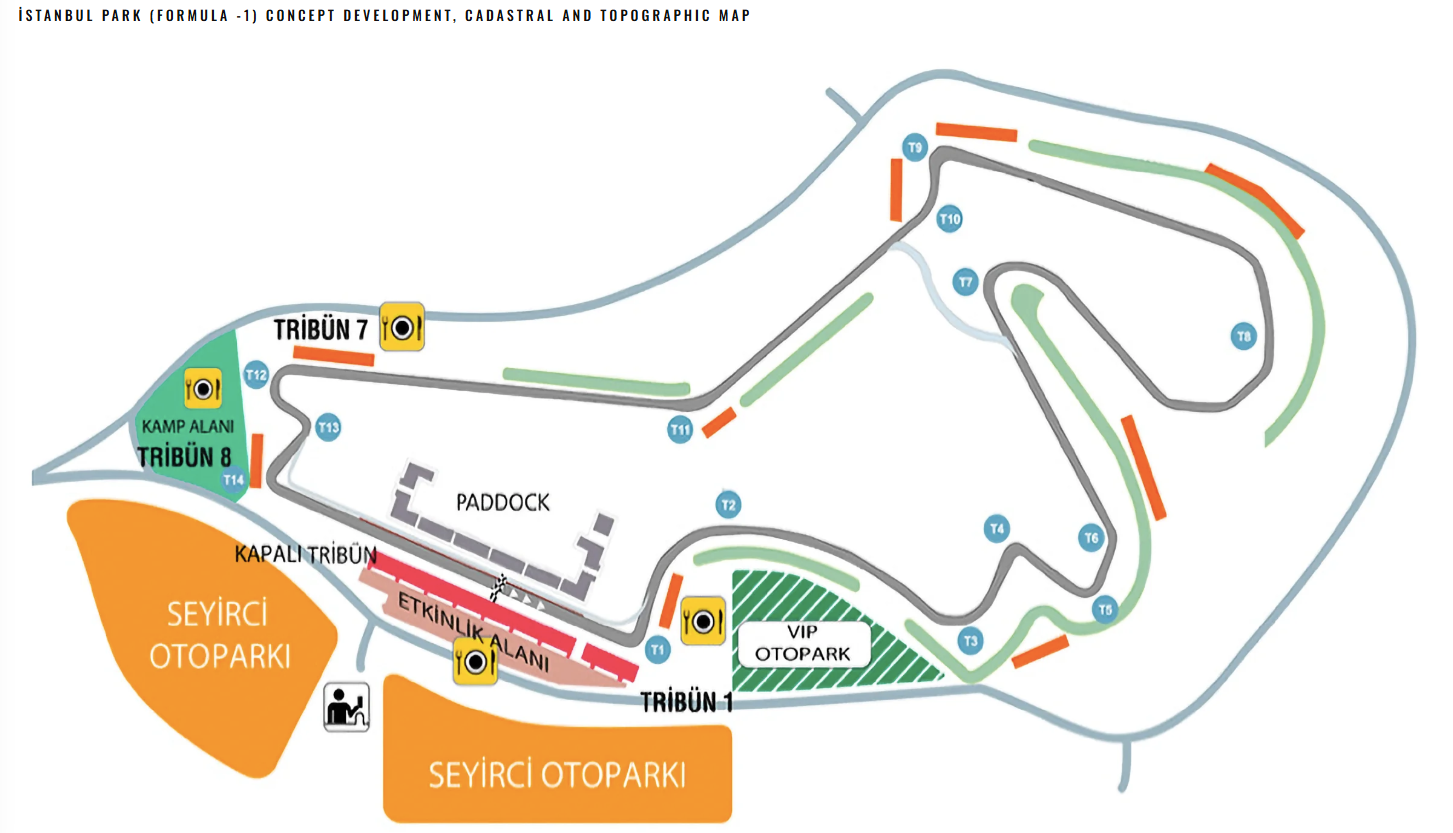 İSTANBUL PARK (FORMULA -1) CONCEPT DEVELOPMENT, CADASTRAL AND TOPOGRAPHIC MAP
T9
T10
T7
TRİBÜN 7
T8
T12
KAMP ALANI
TRİBÜN 8
T13
T11
T14
PADDOCK
T2
T4
T6
KAPALI TRİBÜN
ETKİNLİK ALANI
SEYİRCİ
OTOPARKI
T5
VIP
OTOPARK
T3
T1
TRİBÜN 1
SEYİRCİ OTOPARKI